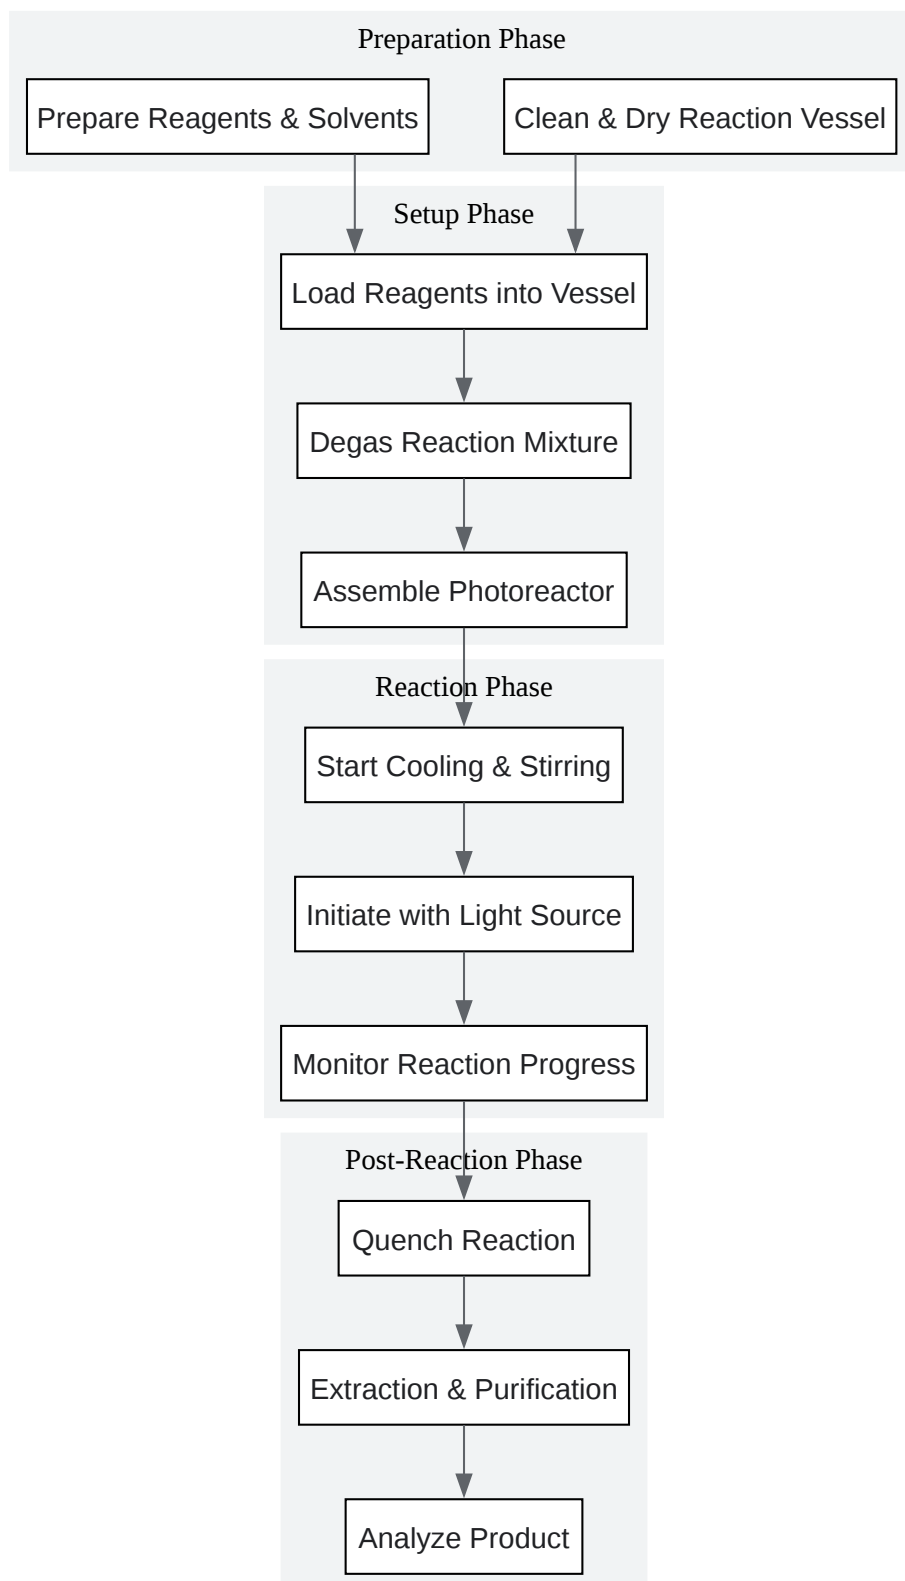 Preparation Phase
Prepare Reagents & Solvents
Clean & Dry Reaction Vessel
Setup Phase
Load Reagents into Vessel
Degas Reaction Mixture
Assemble Photoreactor
Reaction Phase
Start Cooling & Stirring
Initiate with Light Source
Monitor Reaction Progress
Post-Reaction Phase
Quench Reaction
Extraction & Purification
Analyze Product